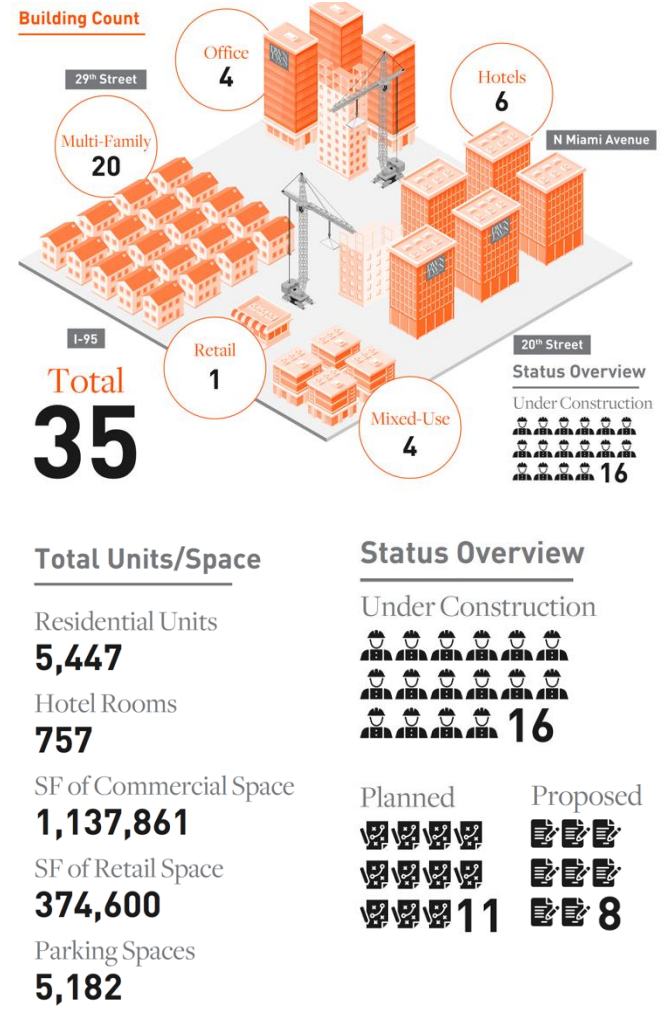 Building Count
Office
4
29th Street
Hotels
6
Multi-Family
20
N Miami Avenue
I-95
Retail
1
20th Street
Total
35
Mixed-Use
4
Status Overview
Under Construction
16
Total Units/Space
Residential Units
5,447
Hotel Rooms
757
SF of Commercial Space
1,137,861
SF of Retail Space
374,600
Parking Spaces
5,182
Status Overview
Under Construction
16
Planned
11
Proposed
8